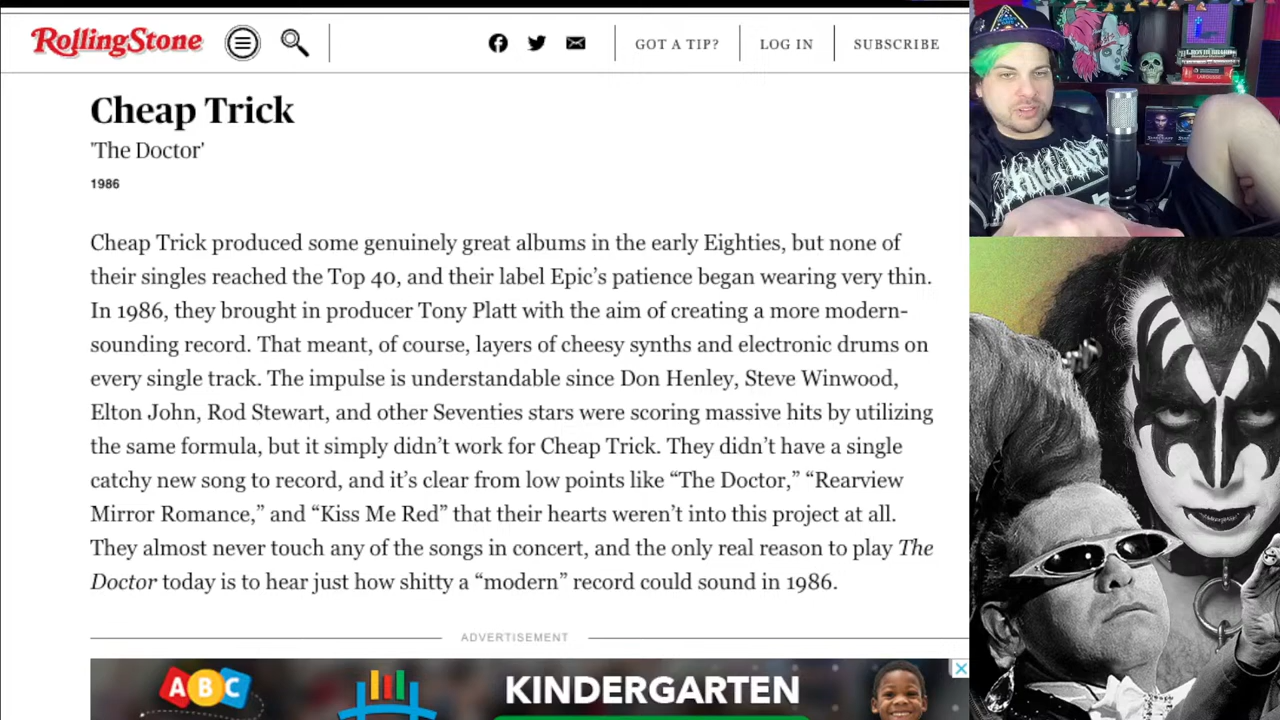 RollingStone
GOT A TIP?
LOG IN
SUBSCRIBE
Cheap Trick
'The Doctor'
1986
Cheap Trick produced some genuinely great albums in the early Eighties, but none of
their singles reached the Top 40, and their label Epic’s patience began wearing very thin.
In 1986, they brought in producer Tony Platt with the aim of creating a more modern-
sounding record. That meant, of course, layers of cheesy synths and electronic drums on
every single track. The impulse is understandable since Don Henley, Steve Winwood,
Elton John, Rod Stewart, and other Seventies stars were scoring massive hits by utilizing
the same formula, but it simply didn’t work for Cheap Trick. They didn’t have a single
catchy new song to record, and it’s clear from low points like “The Doctor,” “Rearview
Mirror Romance,” and “Kiss Me Red” that their hearts weren’t into this project at all.
They almost never touch any of the songs in concert, and the only real reason to play The
Doctor today is to hear just how shitty a “modern” record could sound in 1986.
ADVERTISEMENT
ABC
KINDERGARTEN